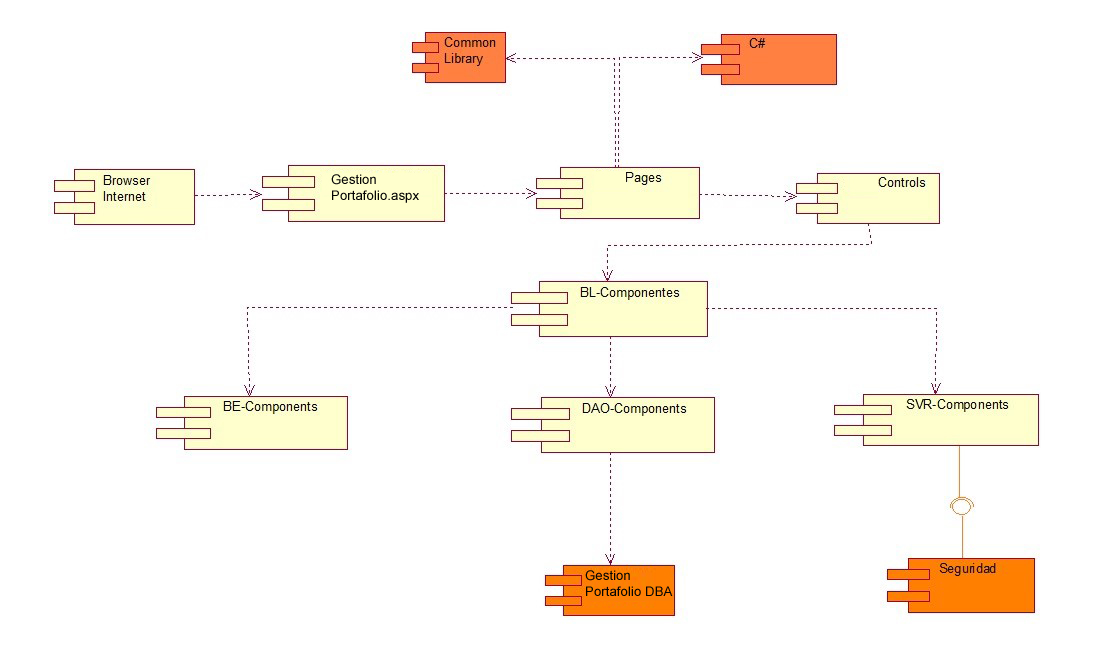 Common
Library
C#
Browser
Internet
Gestion
Portafolio.aspx
Pages
Controls
BL-Componentes
BE-Components
DAO-Components
SVR-Components
Gestion
Portafolio DBA
Seguridad